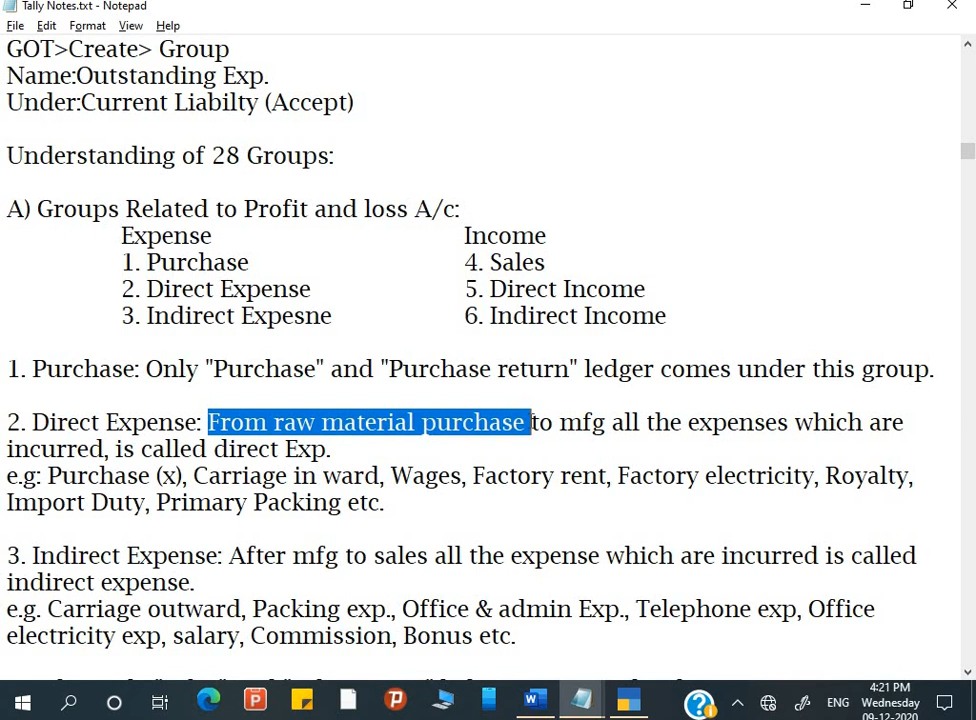 Tally Notes.txt - Notepad
File Edit Format View Help
GOT>Create> Group
Name:Outstanding Exp.
Under:Current Liabilty (Accept)
Understanding of 28 Groups:
A) Groups Related to Profit and loss A/c:
Expense Income
1. Purchase 4. Sales
2. Direct Expense 5. Direct Income
3. Indirect Expesne 6. Indirect Income
1. Purchase: Only "Purchase" and "Purchase return" ledger comes under this group.
2. Direct Expense: From raw material purchase to mfg all the expenses which are
incurred, is called direct Exp.
e.g: Purchase (x), Carriage in ward, Wages, Factory rent, Factory electricity, Royalty,
Import Duty, Primary Packing etc.
3. Indirect Expense: After mfg to sales all the expense which are incurred is called
indirect expense.
e.g. Carriage outward, Packing exp., Office & admin Exp., Telephone exp, Office
electricity exp, salary, Commission, Bonus etc.
ENG
4:21 PM
Wednesday
09-12-2020